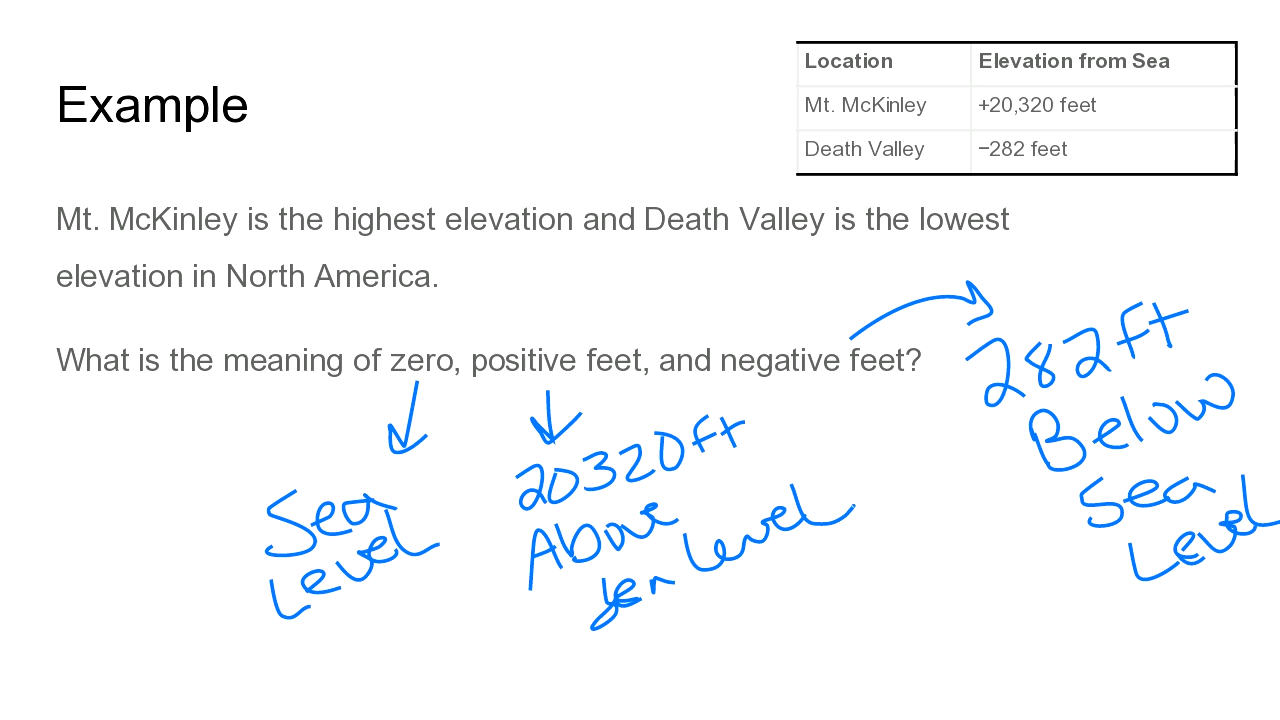 Location Elevation from Sea
Mt. McKinley +20,320 feet
Death Valley −282 feet
Example
Mt. McKinley is the highest elevation and Death Valley is the lowest
elevation in North America.
What is the meaning of zero, positive feet, and negative feet?
Sea
Level
20320ft
Above
Sea Level
282ft
Below
Sea
Level